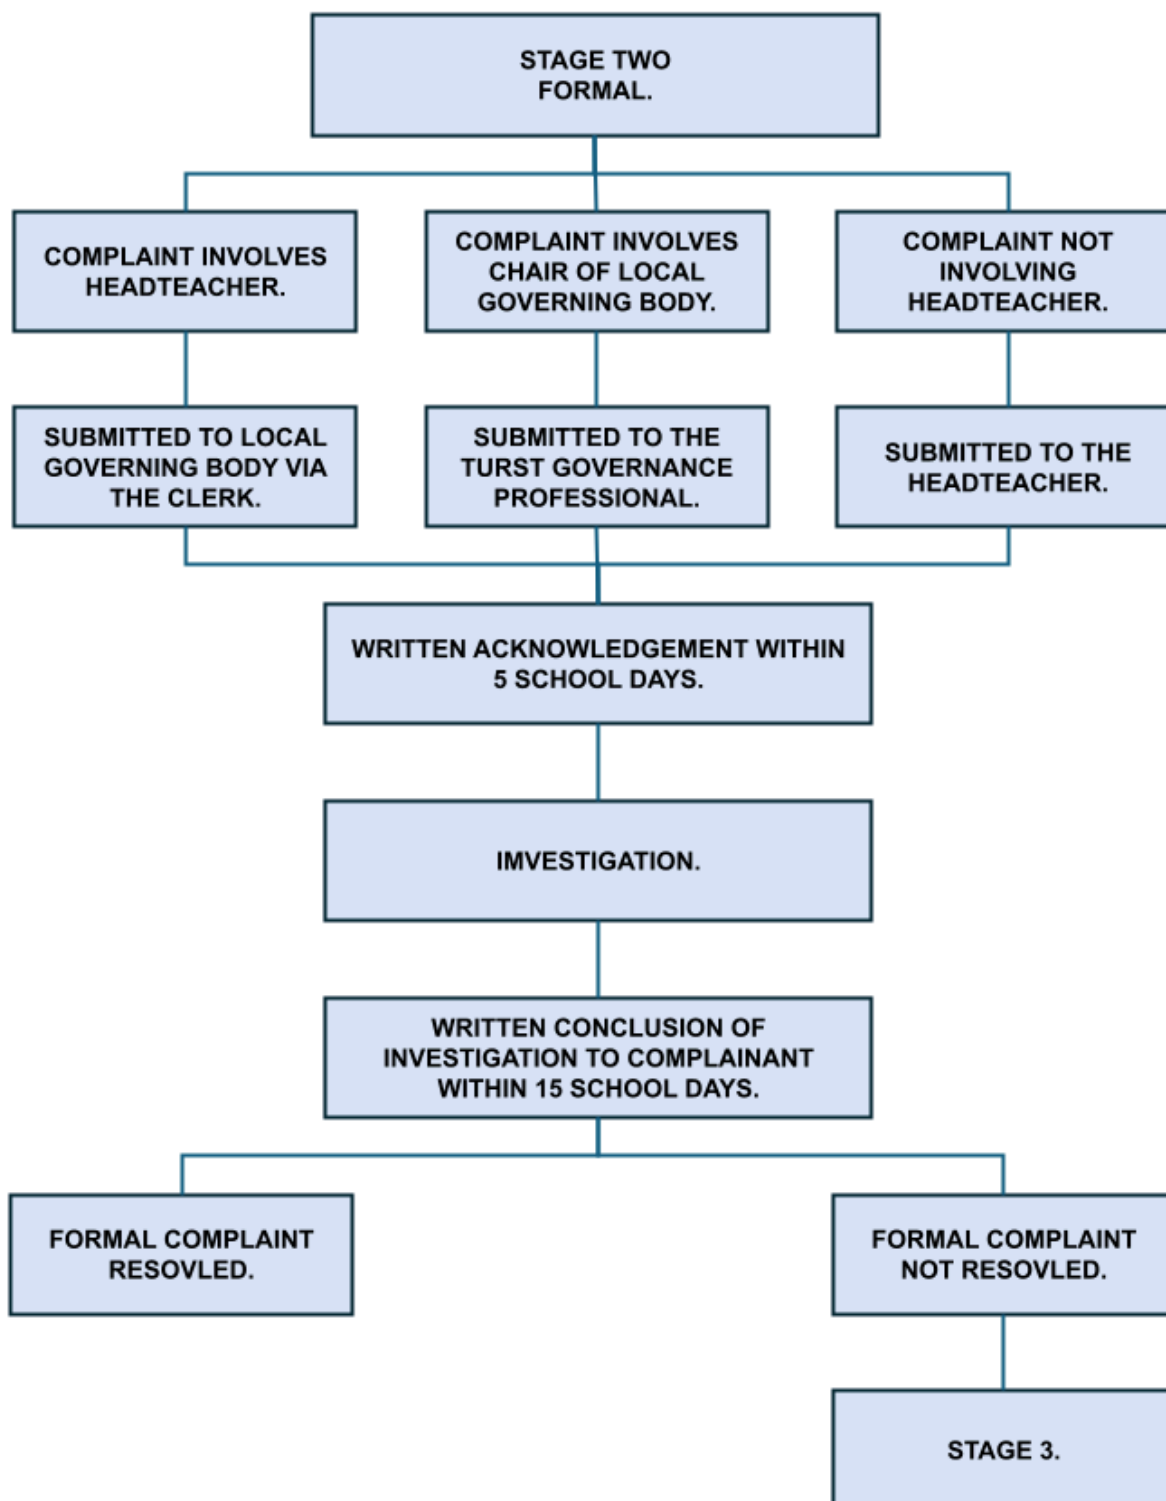 STAGE TWO
FORMAL.
COMPLAINT INVOLVES
HEADTEACHER.
COMPLAINT INVOLVES
CHAIR OF LOCAL
GOVERNING BODY.
COMPLAINT NOT
INVOLVING
HEADTEACHER.
SUBMITTED TO LOCAL
GOVERNING BODY VIA
THE CLERK.
SUBMITTED TO THE
TURST GOVERNANCE
PROFESSIONAL.
SUBMITTED TO THE
HEADTEACHER.
WRITTEN ACKNOWLEDGEMENT WITHIN
5 SCHOOL DAYS.
IMVESTIGATION.
WRITTEN CONCLUSION OF
INVESTIGATION TO COMPLAINANT
WITHIN 15 SCHOOL DAYS.
FORMAL COMPLAINT
RESOVLED.
FORMAL COMPLAINT
NOT RESOVLED.
STAGE 3.